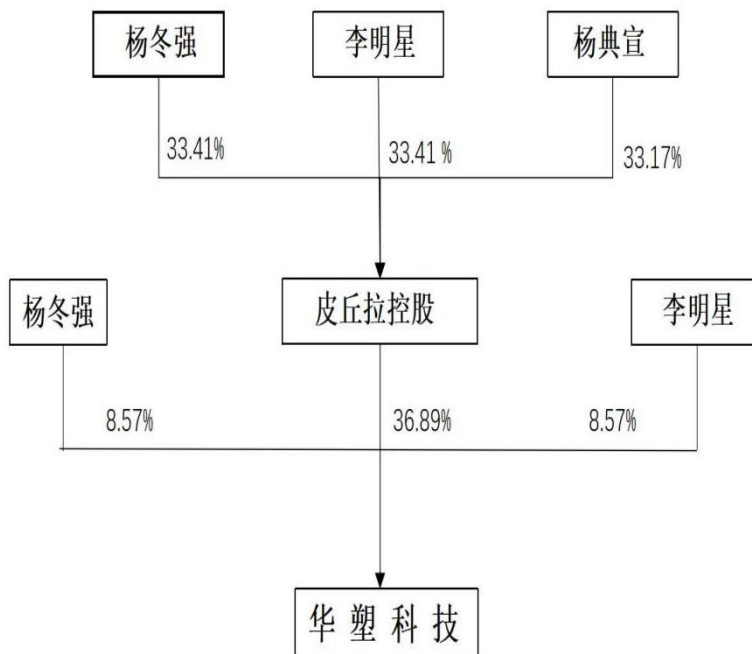 杨冬强
李明星
杨典宣
33.41%
33.41 %
33.17%
杨冬强
皮丘拉控股
李明星
8.57%
36.89%
8.57%
华 塑 科 技